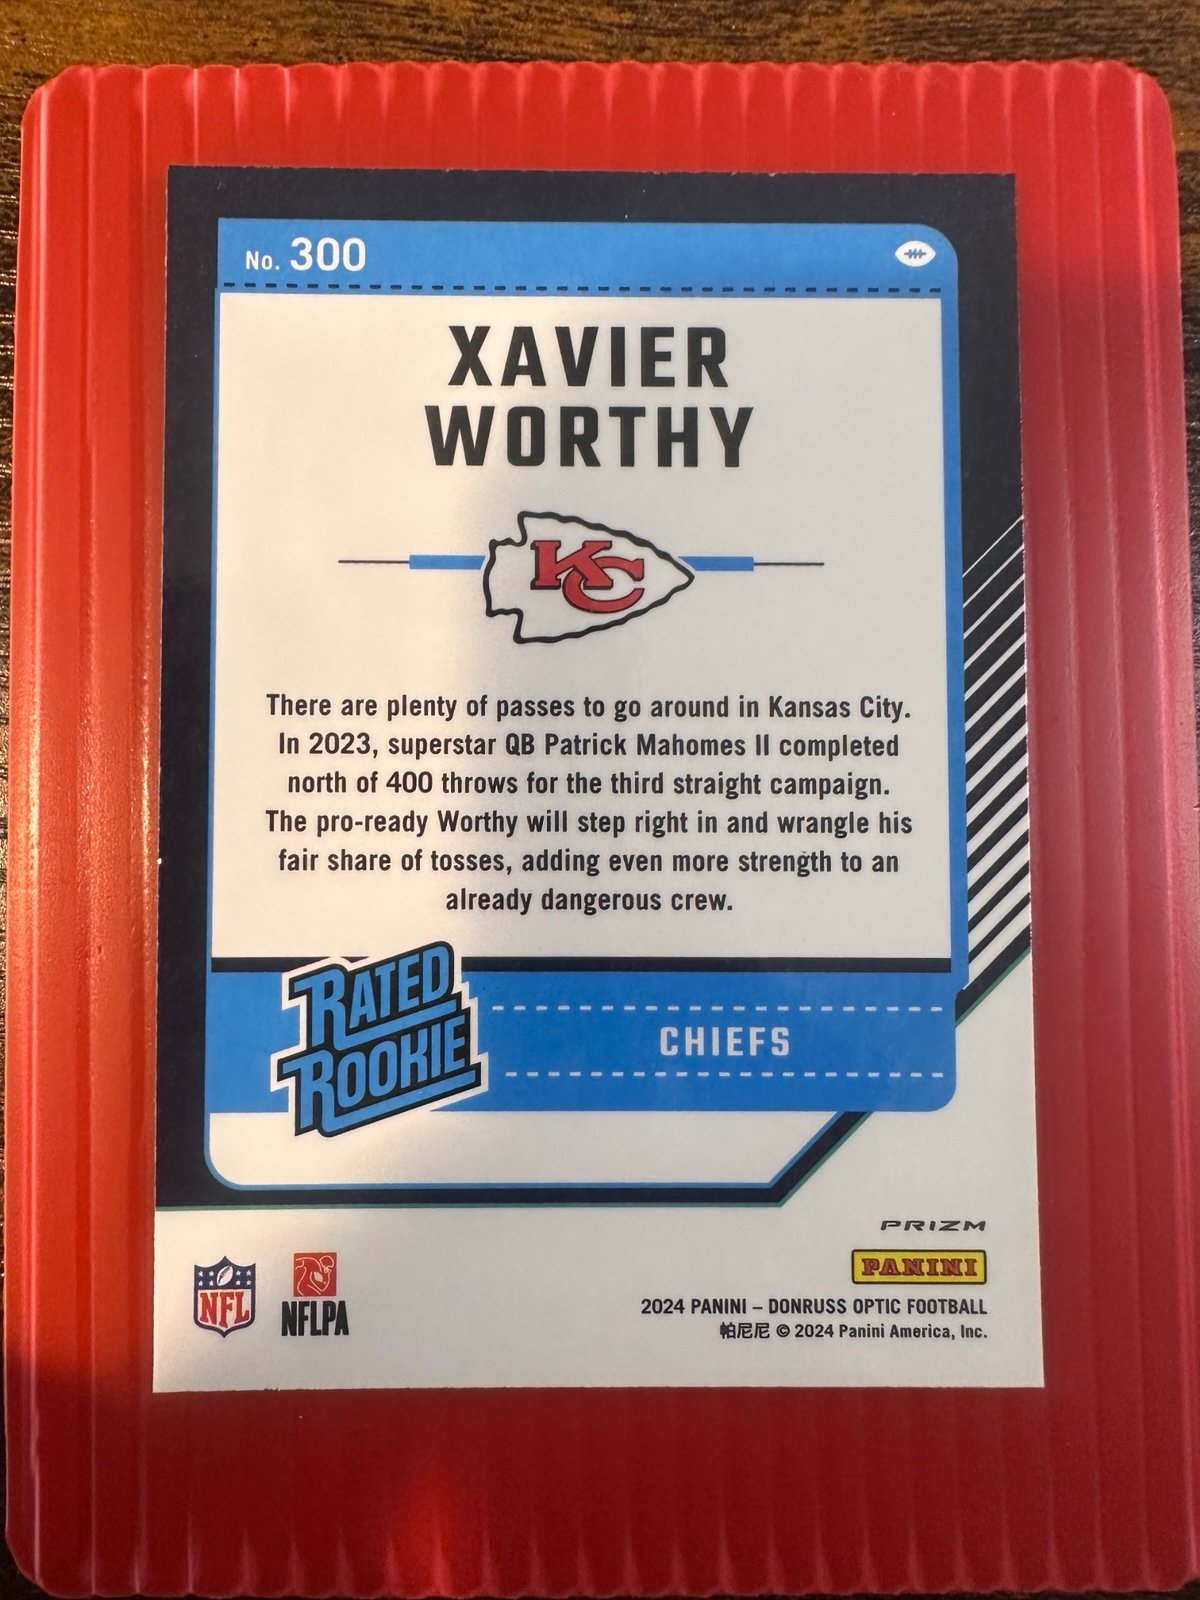 No. 300
XAVIER
WORTHY
KC
There are plenty of passes to go around in Kansas City.
In 2023, superstar QB Patrick Mahomes II completed
north of 400 throws for the third straight campaign.
The pro-ready Worthy will step right in and wrangle his
fair share of tosses, adding even more strength to an
already dangerous crew.
RATED
ROOKIE
CHIEFS
PRIZM
PANINI
NFL
NFLPA
2024 PANINI – DONRUSS OPTIC FOOTBALL
帕尼尼 © 2024 Panini America, Inc.